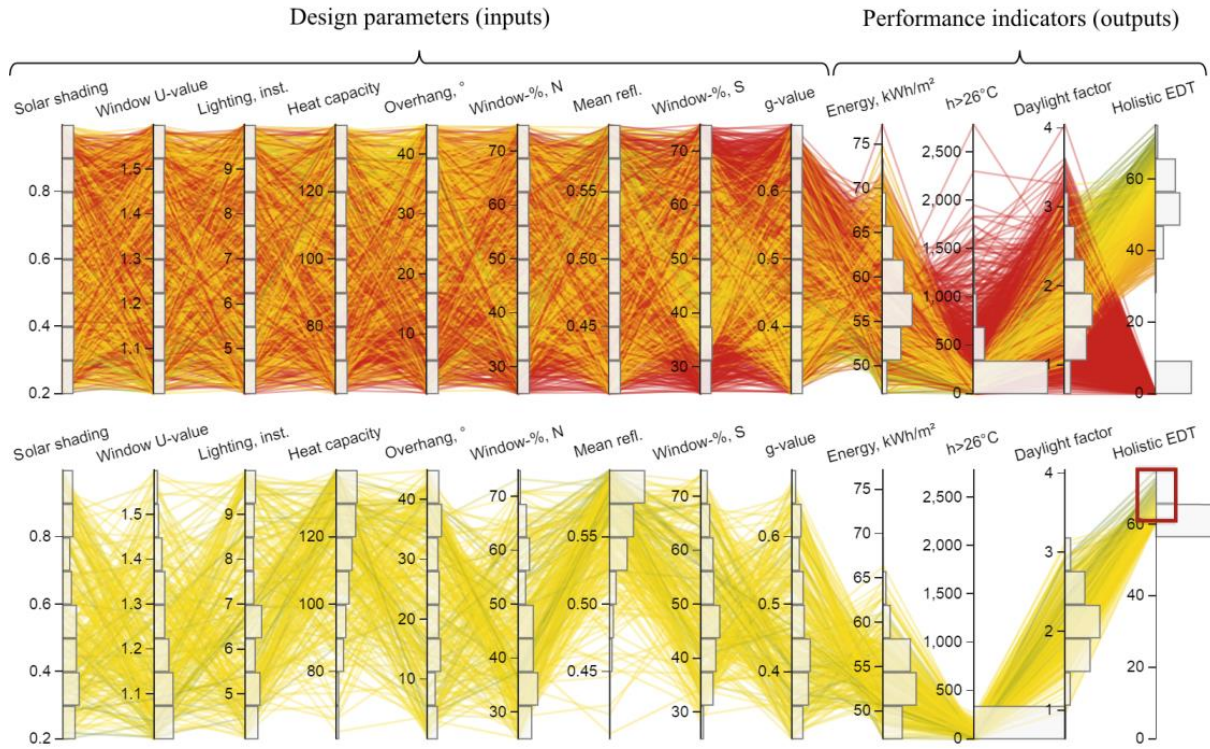 Design parameters (inputs) Performance indicators (outputs)
Solar shading Window U-value Lighting, inst. Heat capacity Overhang, ° Window-%, N Mean refl. Window-%, S g-value Energy, kWh/m² h>26°C Daylight factor Holistic EDT
0.8 0.6 0.4 0.2
1.5 1.4 1.3 1.2 1.1
9 8 7 6 5
120 100 80
40 30 20 10
70 60 50 40 30
0.55 0.50 0.45
70 60 50 40 30
0.6 0.5 0.4
75 70 65 60 55 50
2,500 2,000 1,500 1,000 500 0
4 3 2 1
60 40 20 0
Solar shading Window U-value Lighting, inst. Heat capacity Overhang, ° Window-%, N Mean refl. Window-%, S g-value Energy, kWh/m² h>26°C Daylight factor Holistic EDT
0.8 0.6 0.4 0.2
1.5 1.4 1.3 1.2 1.1
9 8 7 6 5
120 100 80
40 30 20 10
70 60 50 40 30
0.55 0.50 0.45
70 60 50 40 30
0.6 0.5 0.4
75 70 65 60 55 50
2,500 2,000 1,500 1,000 500 0
4 3 2 1
60 40 20 0